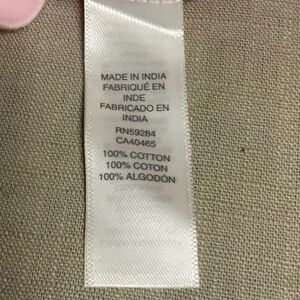 MADE IN INDIA
FABRIQUÉ EN
INDE
FABRICADO EN
INDIA
RN59284
CA40465
100% COTTON
100% COTON
100% ALGODÓN